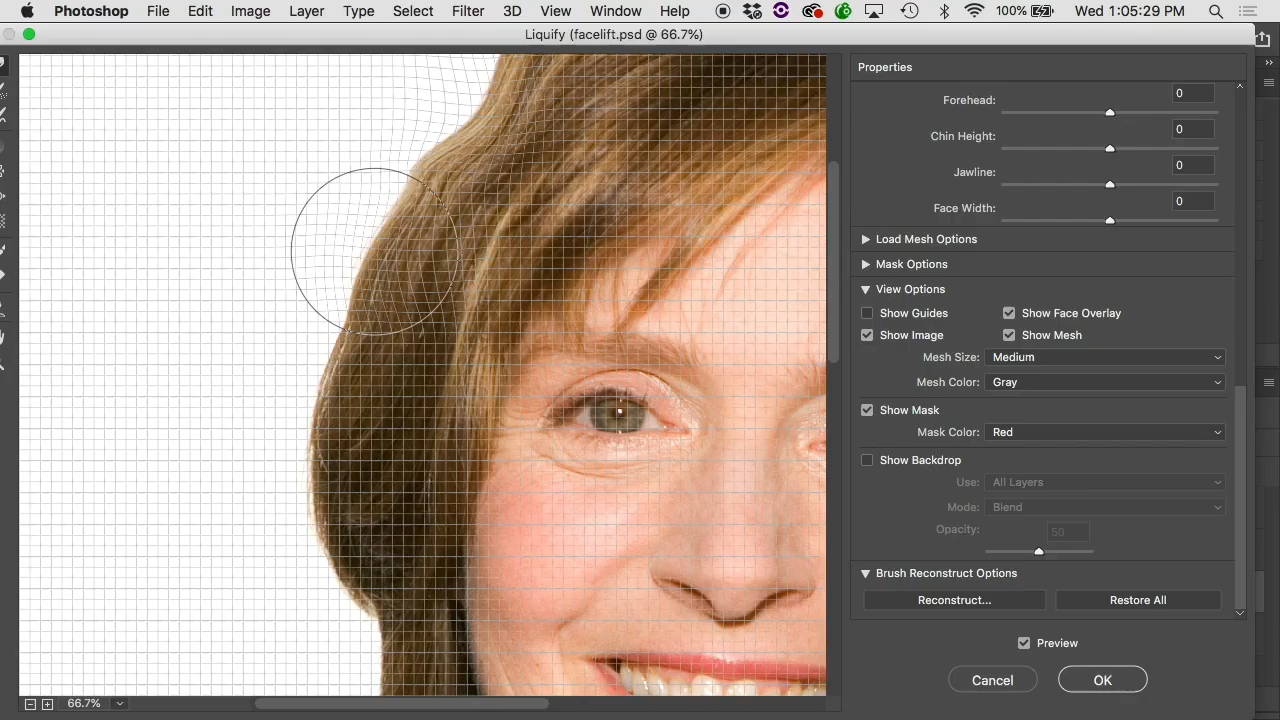 Photoshop File Edit Image Layer Type Select Filter 3D View Window Help 100% Wed 1:05:29 PM
Liquify (facelift.psd @ 66.7%)
Properties
Forehead: 0
Chin Height: 0
Jawline: 0
Face Width: 0
Load Mesh Options
Mask Options
View Options
Show Guides Show Face Overlay
Show Image Show Mesh
Mesh Size: Medium
Mesh Color: Gray
Show Mask
Mask Color: Red
Show Backdrop
Use: All Layers
Mode: Blend
Opacity: 50
Brush Reconstruct Options
Reconstruct... Restore All
Preview
Cancel OK
66.7%